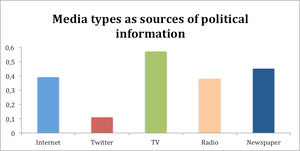 Media types as sources of political
information
0,6
0,5
0,4
0,3
0,2
0,1
0
Internet Twitter TV Radio Newspaper